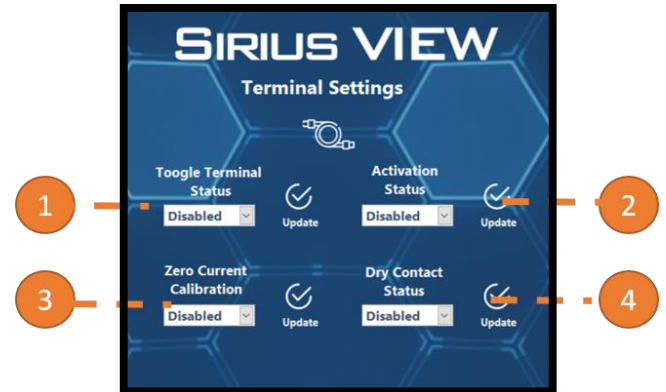 SIRIUS VIEW
Terminal Settings
Toogle Terminal
Status
Disabled
Update
Activation
Status
Disabled
Update
1
2
Zero Current
Calibration
Disabled
Update
Dry Contact
Status
Disabled
Update
3
4